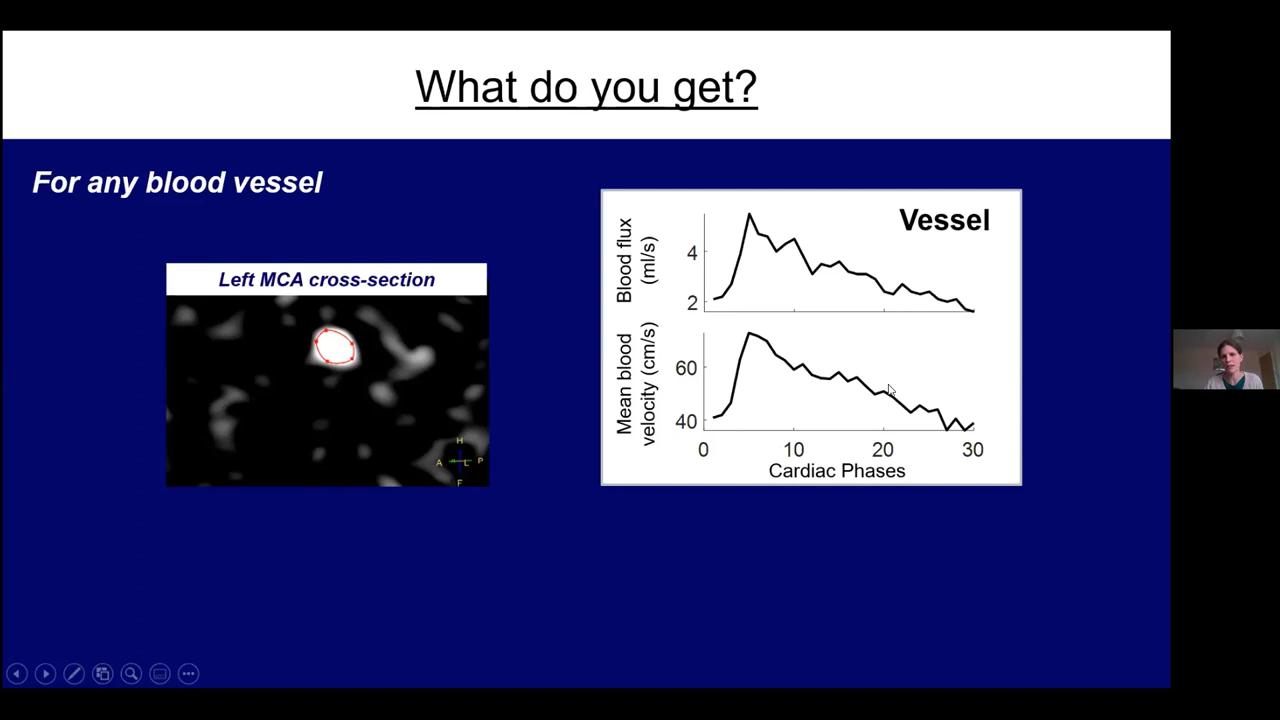 What do you get?
For any blood vessel
Left MCA cross-section
H
A
L
P
F
Vessel
Blood flux
(ml/s)
4
2
Mean blood
velocity (cm/s)
60
40
0
10
20
30
Cardiac Phases